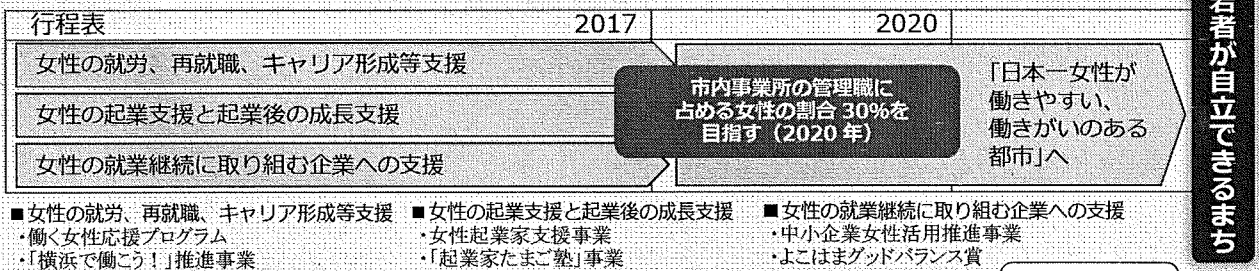 行程表 2017 2020
女性の就労、再就職、キャリア形成等支援
女性の起業支援と起業後の成長支援
女性の就業継続に取り組む企業への支援
市内事業所の管理職に
占める女性の割合 30%を
目指す（2020 年）
「日本一女性が
働きやすい、
働きがいのある
都市」へ
■女性の就労、再就職、キャリア形成等支援
・働く女性応援プログラム
・「横浜で働こう！」推進事業
■女性の起業支援と起業後の成長支援
・女性起業家支援事業
・「起業家たまご塾」事業
■女性の就業継続に取り組む企業への支援
・中小企業女性活用推進事業
・よこはまグッドバランス賞
者が自立できるまち